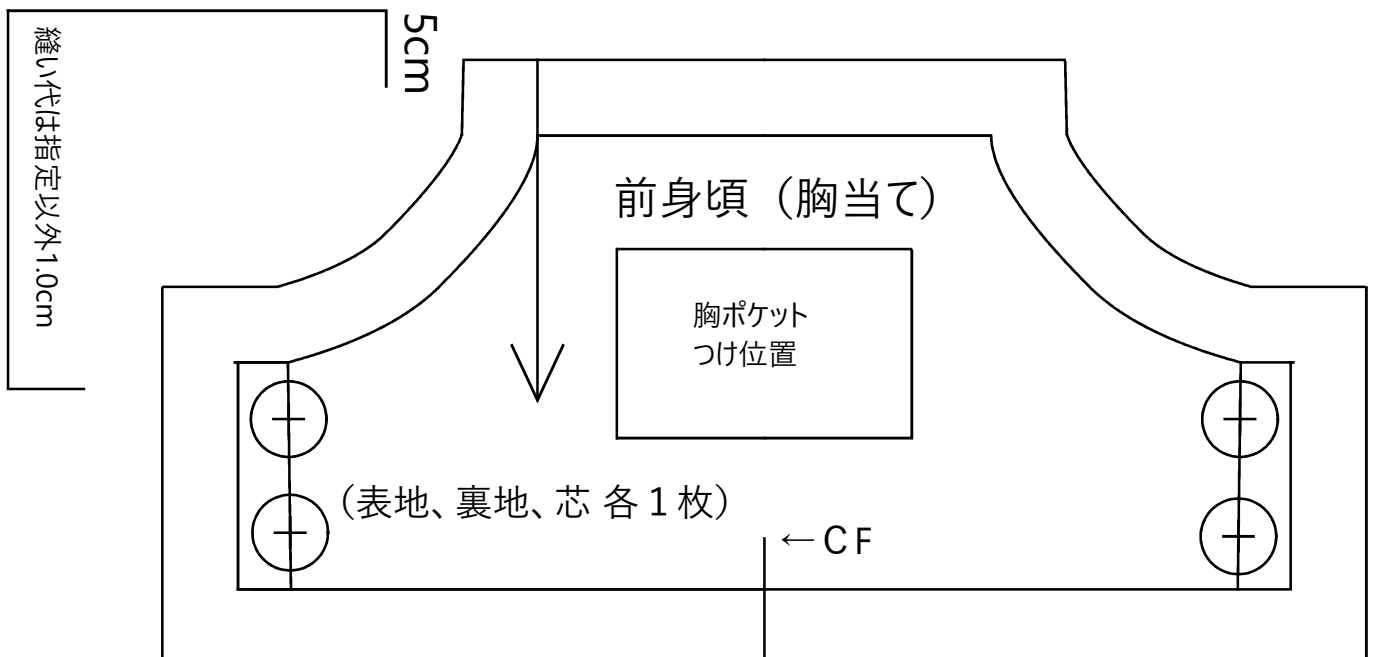 5cm
縫い代は指定以外1.0cm
前身頃（胸当て）
胸ポケット
つけ位置
（表地、裏地、芯 各１枚）
←CF